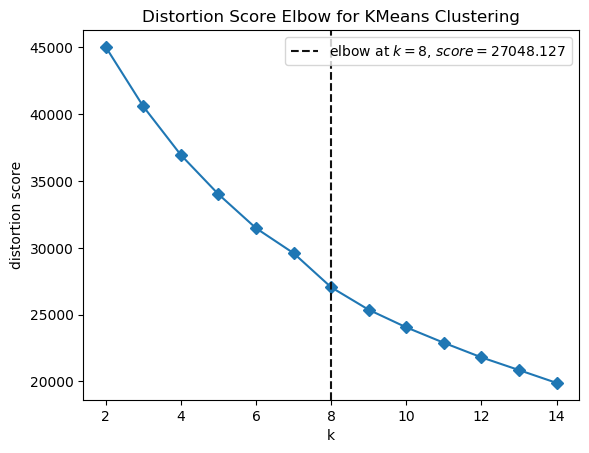 Distortion Score Elbow for KMeans Clustering
elbow at k = 8, score = 27048.127
distortion score
45000
40000
35000
30000
25000
20000
2 4 6 8 10 12 14
k